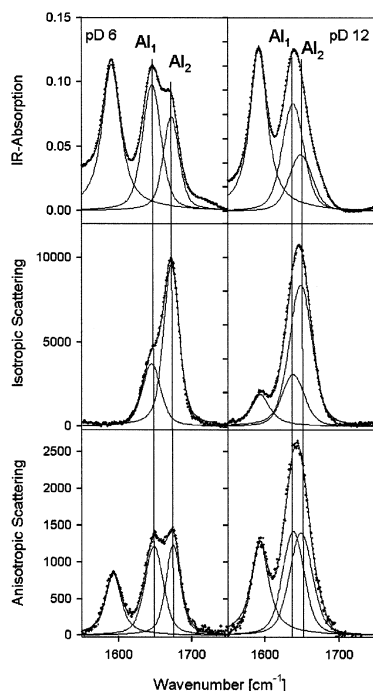 pD 6
AI₁
AI₂
AI₁
AI₂
pD 12
IR-Absorption
0.15
0.10
0.05
0.00
Isotropic Scattering
10000
5000
0
Anisotropic Scattering
2500
2000
1500
1000
500
0
1600
1700
1600
1700
Wavenumber [cm⁻¹]